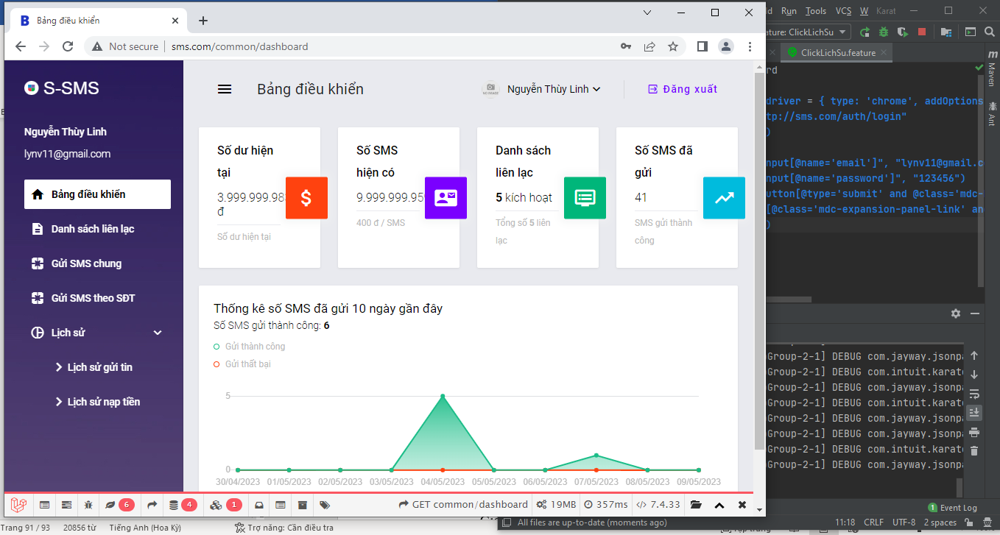 Bảng điều khiển
Not secure
sms.com/common/dashboard
S-SMS
Nguyễn Thùy Linh
lynv11@gmail.com
Bảng điều khiển
Danh sách liên lạc
Gửi SMS chung
Gửi SMS theo SĐT
Lịch sử
Lịch sử gửi tin
Lịch sử nạp tiền
Bảng điều khiển
NO IMAGE
Nguyễn Thùy Linh
Đăng xuất
Số dư hiện
tại
3.999.999.98
đ
Số dư hiện tại
Số SMS
hiện có
9.999.999.95
400 đ / SMS
Danh sách
liên lạc
5 kích hoạt
Tổng số 5 liên
lạc
Số SMS đã
gửi
41
SMS gửi thành
công
Thống kê số SMS đã gửi 10 ngày gần đây
Số SMS gửi thành công: 6
Gửi thành công
Gửi thất bại
5
0
30/04/2023 01/05/2023 02/05/2023 03/05/2023 04/05/2023 05/05/2023 06/05/2023 07/05/2023 08/05/2023 09/05/2023
6
4
1
GET common/dashboard
19MB
357ms
7.4.33
Trang 91 / 93
20856 từ
Tiếng Anh (Hoa Kỳ)
Trợ năng: Cần điều tra
Run Tools VCS W Karat
ature: ClickLichSu
ClickLichSu.feature
rd
driver = { type: 'chrome', addOptions
tp://sms.com/auth/login"
)
nput[@name='email']", "lynv11@gmail.c
nput[@name='password']", "123456")
utton[@type='submit' and @class='mdc-
[@class='mdc-expansion-panel-link' an
)
Maven
Ant
Group-2-1] DEBUG com.jayway.jsonpa
Group-2-1] DEBUG com.intuit.karate
Group-2-1] DEBUG com.jayway.jsonpa
Group-2-1] DEBUG com.intuit.karate
Group-2-1] DEBUG com.jayway.jsonpa
Group-2-1] DEBUG com.jayway.jsonpa
Group-2-1] DEBUG com.intuit.karate
Group-2-1] DEBUG com.jayway.jsonpa
1 Event Log
All files are up-to-date (moments ago)
11:18 CRLF UTF-8 2 spaces